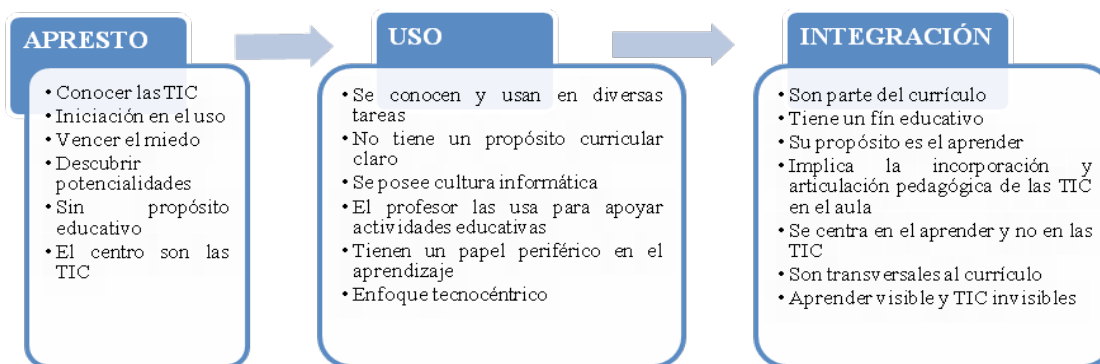 APRESTO
• Conocer las TIC
• Iniciación en el uso
• Vencer el miedo
• Descubrir
potencialidades
• Sin propósito
educativo
• El centro son las
TIC
USO
• Se conocen y usan en diversas
tareas
• No tiene un propósito curricular
claro
• Se posee cultura informática
• El profesor las usa para apoyar
actividades educativas
• Tienen un papel periférico en el
aprendizaje
• Enfoque tecnocéntrico
INTEGRACIÓN
• Son parte del currículo
• Tiene un fín educativo
• Su propósito es el aprender
• Implica la incorporación y
articulación pedagógica de las TIC
en el aula
• Se centra en el aprender y no en las
TIC
• Son transversales al currículo
• Aprender visible y TIC invisibles